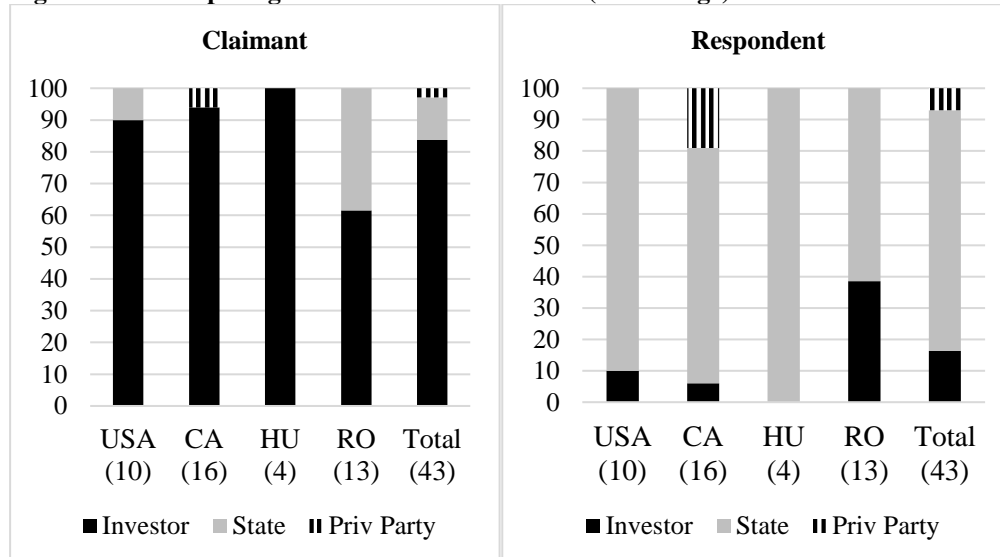 Claimant
100
90
80
70
60
50
40
30
20
10
0
USA CA HU RO Total
(10) (16) (4) (13) (43)
Investor State Priv Party
Respondent
100
90
80
70
60
50
40
30
20
10
0
USA CA HU RO Total
(10) (16) (4) (13) (43)
Investor State Priv Party